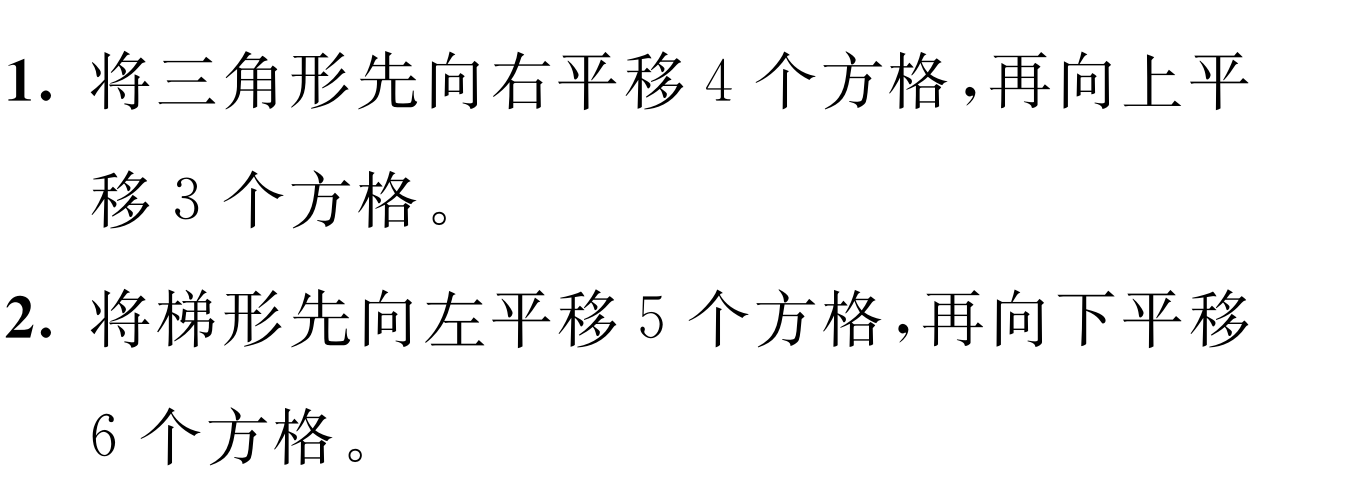 1. 将三角形先向右平移 4 个方格,再向上平
移 3 个方格。
2. 将梯形先向左平移 5 个方格,再向下平移
6 个方格。